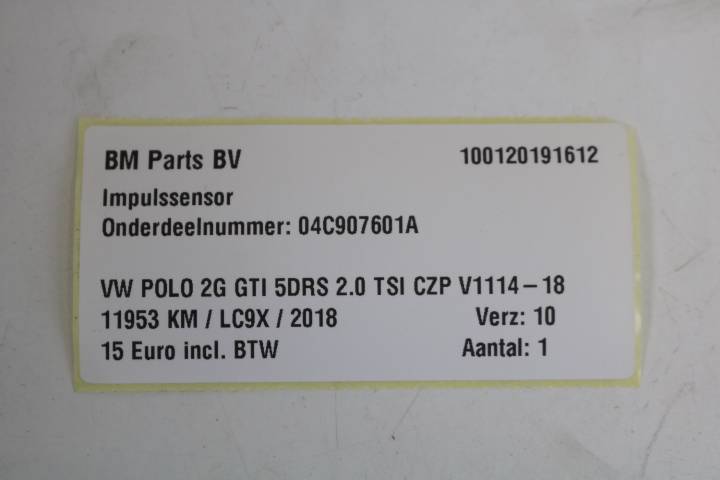 BM Parts BV 100120191612
Impulssensor
Onderdeelnummer: 04C907601A
VW POLO 2G GTI 5DRS 2.0 TSI CZP V1114-18
11953 KM / LC9X / 2018 Verz: 10
15 Euro incl. BTW Aantal: 1